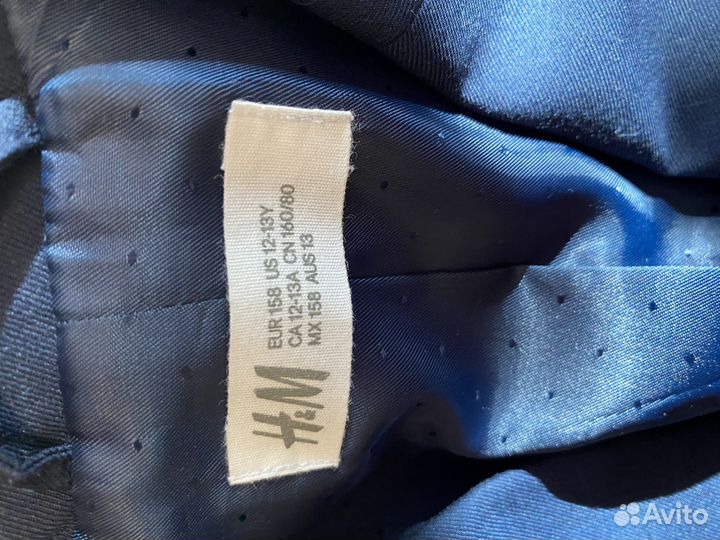 H&M
EUR 158 US 12-13Y
CA 12-13A CN 160/80
MX 158 AUS 13
Avito